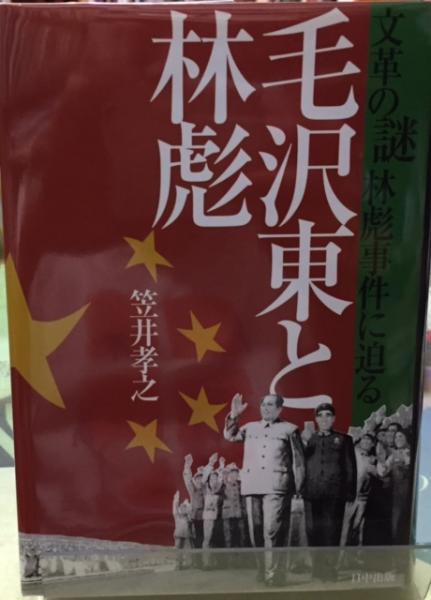 文革の謎 林彪事件に迫る
毛沢東と
林彪
笠井孝之
日中出版